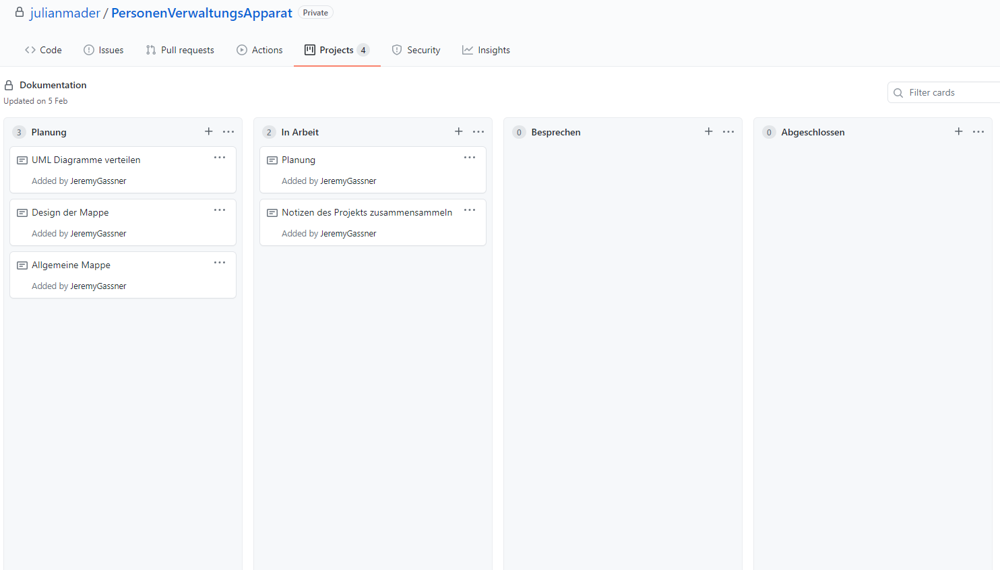 julianmader / PersonenVerwaltungsApparat Private
Code Issues Pull requests Actions Projects 4 Security Insights
Dokumentation
Updated on 5 Feb
Filter cards
3 Planung
UML Diagramme verteilen
Added by JeremyGassner
Design der Mappe
Added by JeremyGassner
Allgemeine Mappe
Added by JeremyGassner
2 In Arbeit
Planung
Added by JeremyGassner
Notizen des Projekts zusammensammeln
Added by JeremyGassner
0 Besprechen
0 Abgeschlossen